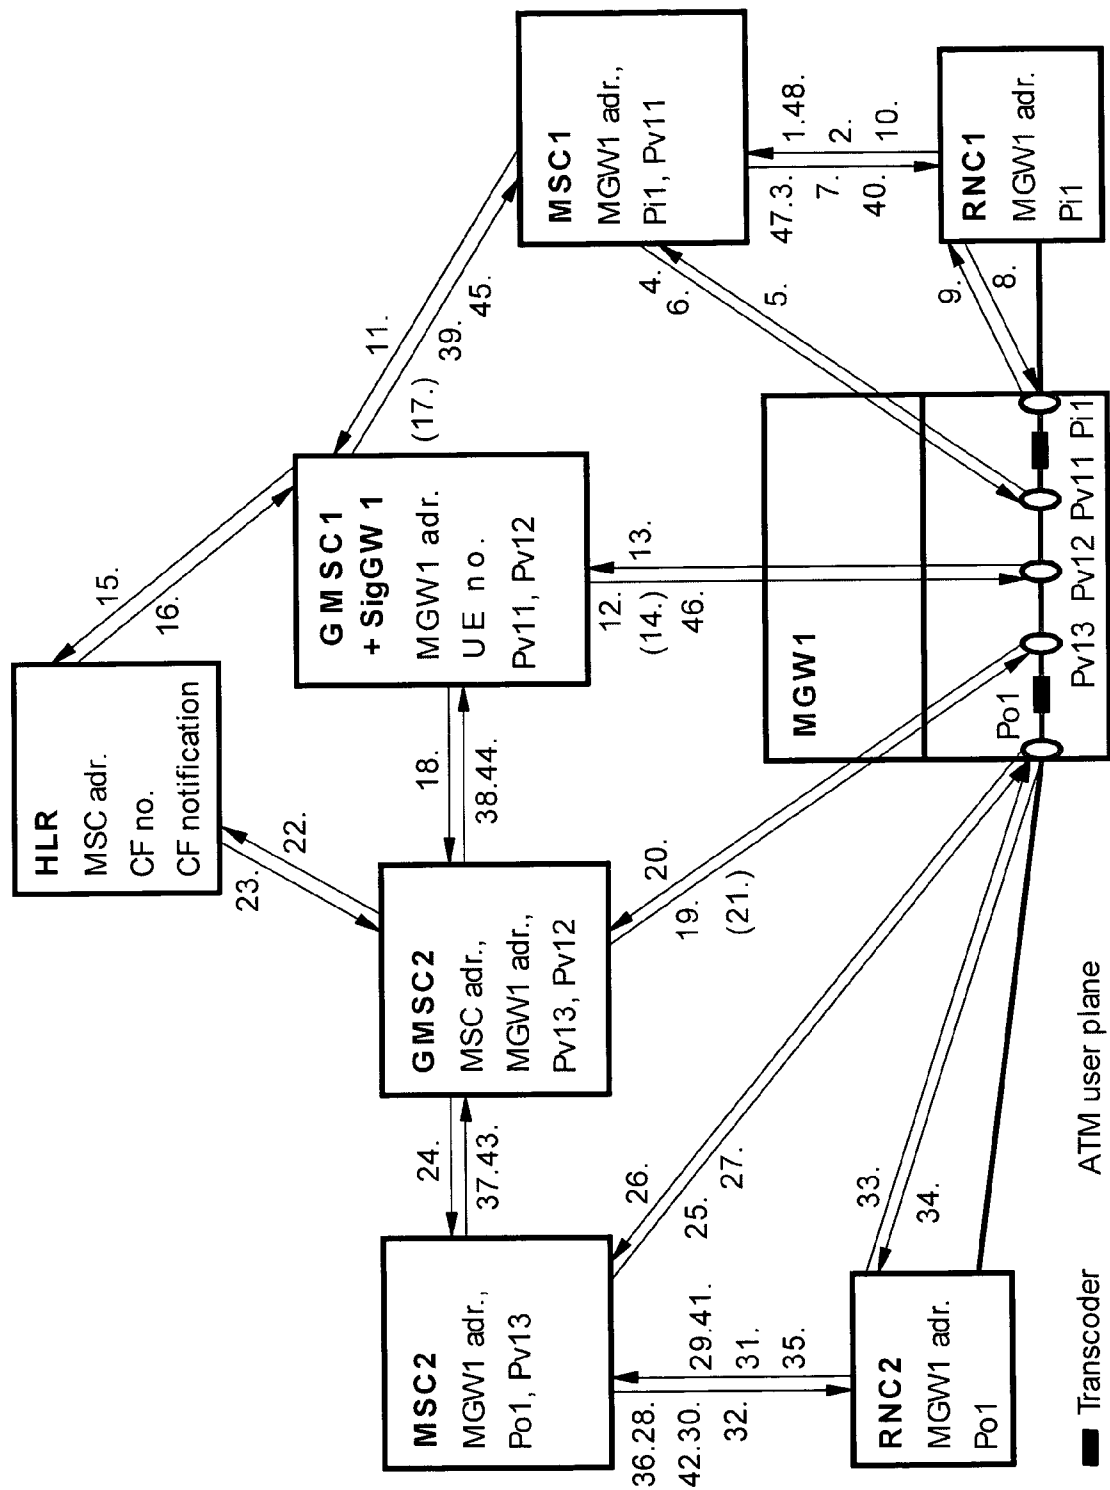 HLR
MSC adr.
CF no.
CF notification
15.
16.
22.
23.
MSC2
MGW1 adr.,
Po1, Pv13
24.
37.43.
GMSC2
MSC adr.,
MGW1 adr.,
Pv13, Pv12
18.
38.44.
GMSC1
+ SigGW 1
MGW1 adr.
UE no.
Pv11, Pv12
11.
(17.)
39.
45.
MSC1
MGW1 adr.,
Pi1, Pv11
36.28.
42.30.
32.
29.41.
31.
35.
26.
25.
27.
20.
19.
(21.)
12.
(14.)
46.
13.
4.
6.
5.
47.3.
7.
40.
1.48.
2.
10.
RNC2
MGW1 adr.
Po1
33.
34.
MGW1
Po1
Pv13 Pv12 Pv11 Pi1
9.
8.
RNC1
MGW1 adr.
Pi1
Transcoder
ATM user plane